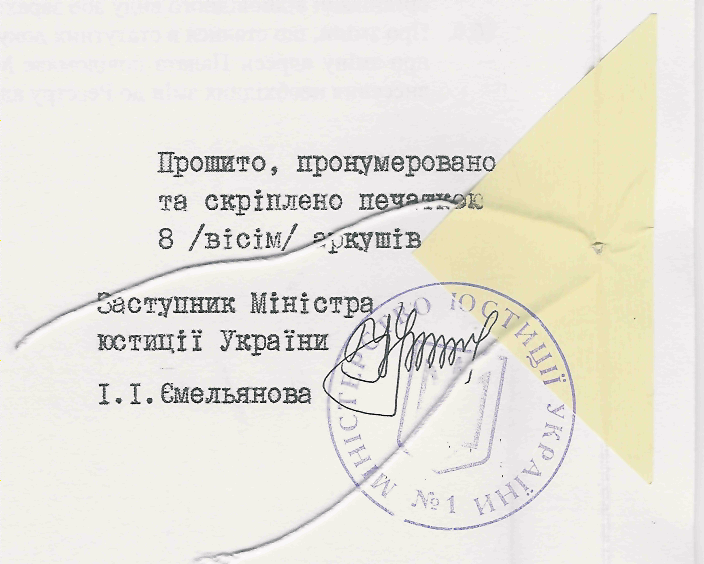 Прошито, пронумеровано
та скріплено печаткою
8 /вісім/ аркушів
Заступник Міністра
юстиції України
І.І.Ємельянова
МІНІСТЕРСТВО ЮСТИЦІЇ УКРАЇНИ
№1